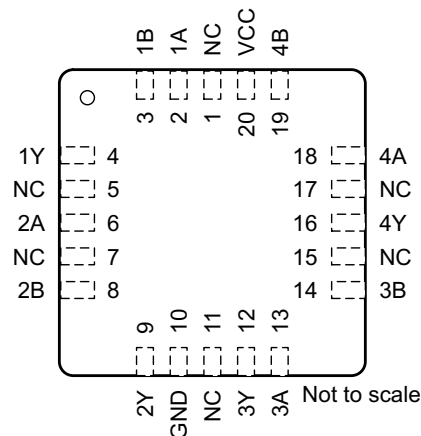 1B 1A NC VCC 4B
3 2 1 20 19
1Y 4 18 4A
NC 5 17 NC
2A 6 16 4Y
NC 7 15 NC
2B 8 14 3B
9 10 11 12 13
2Y GND NC 3Y 3A
Not to scale